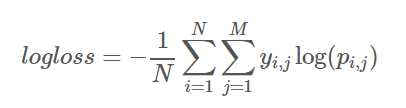 logloss = -\frac{1}{N} \sum_{i=1}^{N} \sum_{j=1}^{M} y_{i,j} \log(p_{i,j})